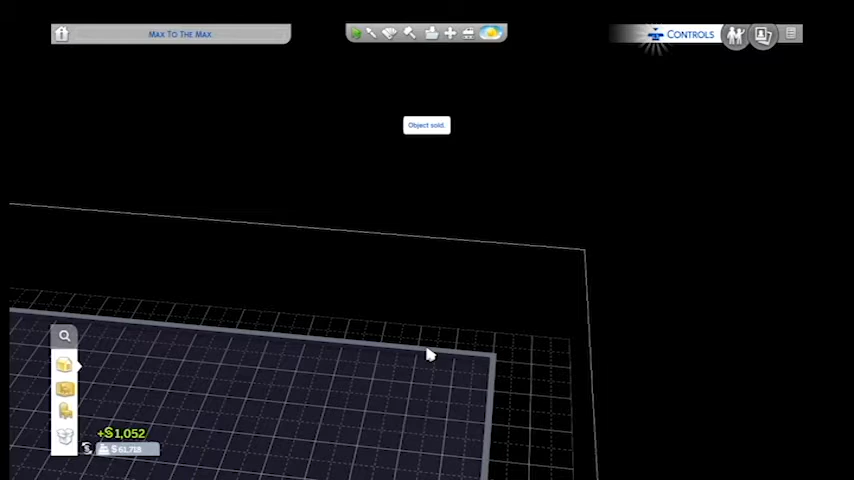 Max To The Max
Controls
Object sold.
+§1,052
§ 61,718